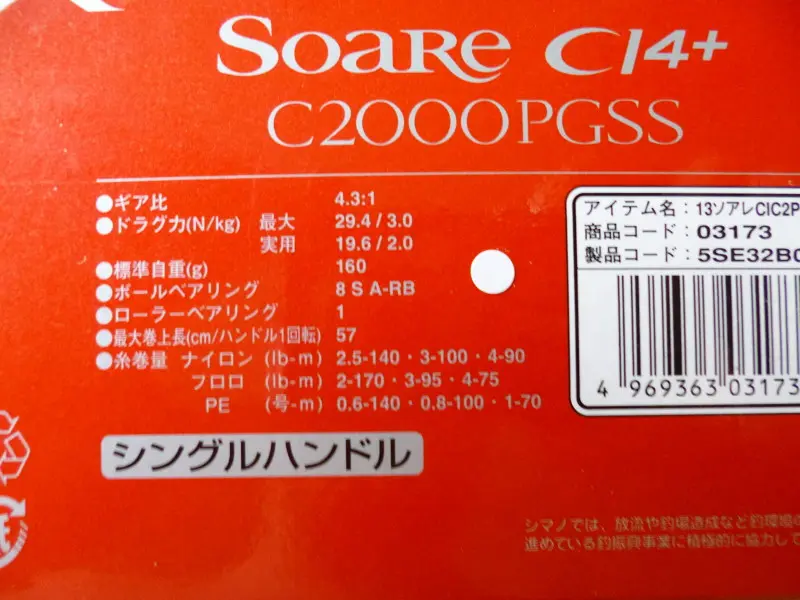 SOARE CI4+
C2000PGSS
●ギア比 4.3:1
●ドラグ力(N/kg) 最大 29.4 / 3.0
実用 19.6 / 2.0
●標準自重(g) 160
●ボールベアリング 8 S A-RB
●ローラーベアリング 1
●最大巻上長(cm/ハンドル1回転) 57
●糸巻量 ナイロン (lb-m) 2.5-140・3-100・4-90
フロロ (lb-m) 2-170・3-95・4-75
PE (号-m) 0.6-140・0.8-100・1-70
シングルハンドル
アイテム名:13ソアレCIC2P
商品コード:03173
製品コード:5SE32B0
4 969363 03173
シマノでは、放流や釣場造成など釣環境の
進めている釣振興事業に積極的に協力して